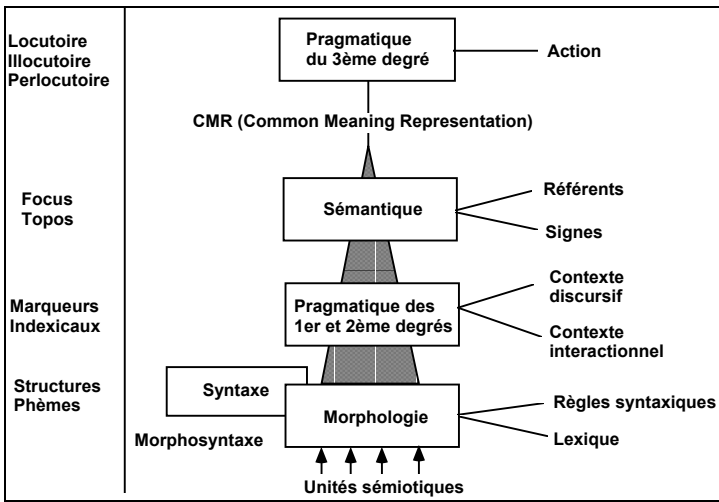 Locutoire
Illocutoire
Perlocutoire
Pragmatique
du 3ème degré
Action
CMR (Common Meaning Representation)
Focus
Topos
Sémantique
Référents
Signes
Marqueurs
Indexicaux
Pragmatique des
1er et 2ème degrés
Contexte
discursif
Contexte
interactionnel
Structures
Phèmes
Syntaxe
Morphologie
Morphosyntaxe
Règles syntaxiques
Lexique
Unités sémiotiques